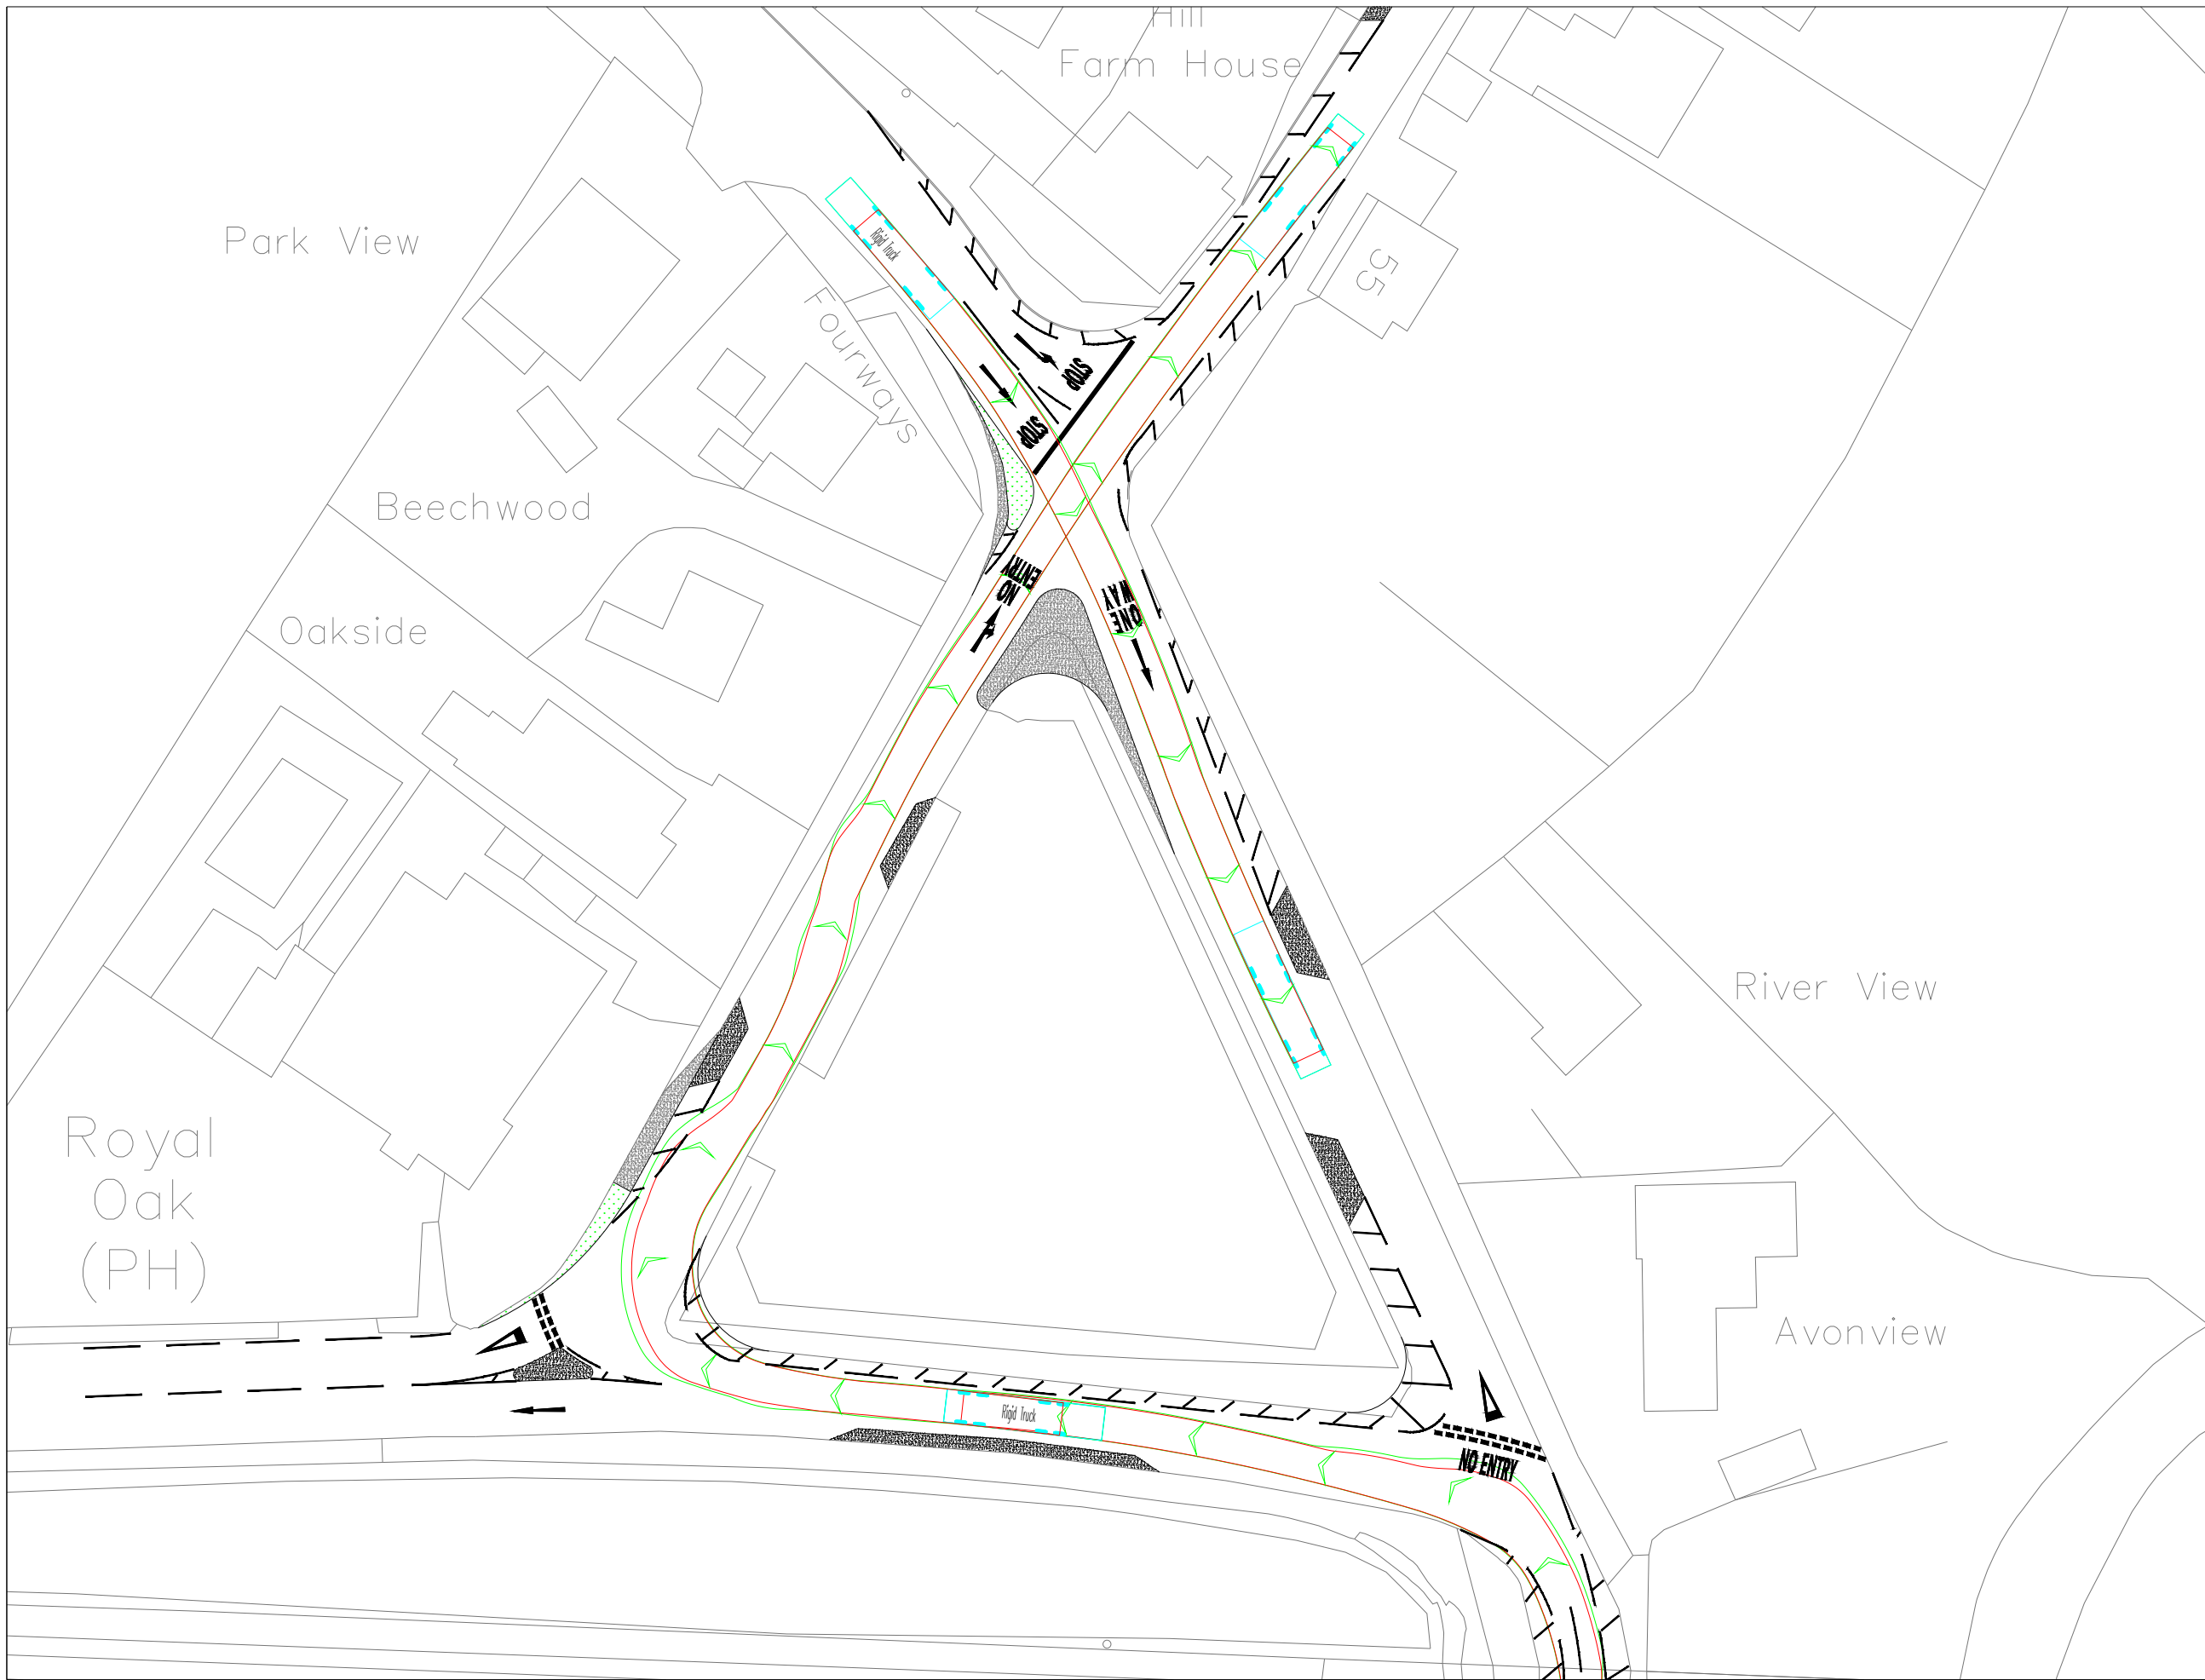 Hill
Farm House
Park View
Rigid Truck
55
Fourways
STOP
STOP
Beechwood
NO
ENTRY
ONE
WAY
Oakside
River View
Royal
Oak
(PH)
Avonview
Rigid Truck
NO ENTRY